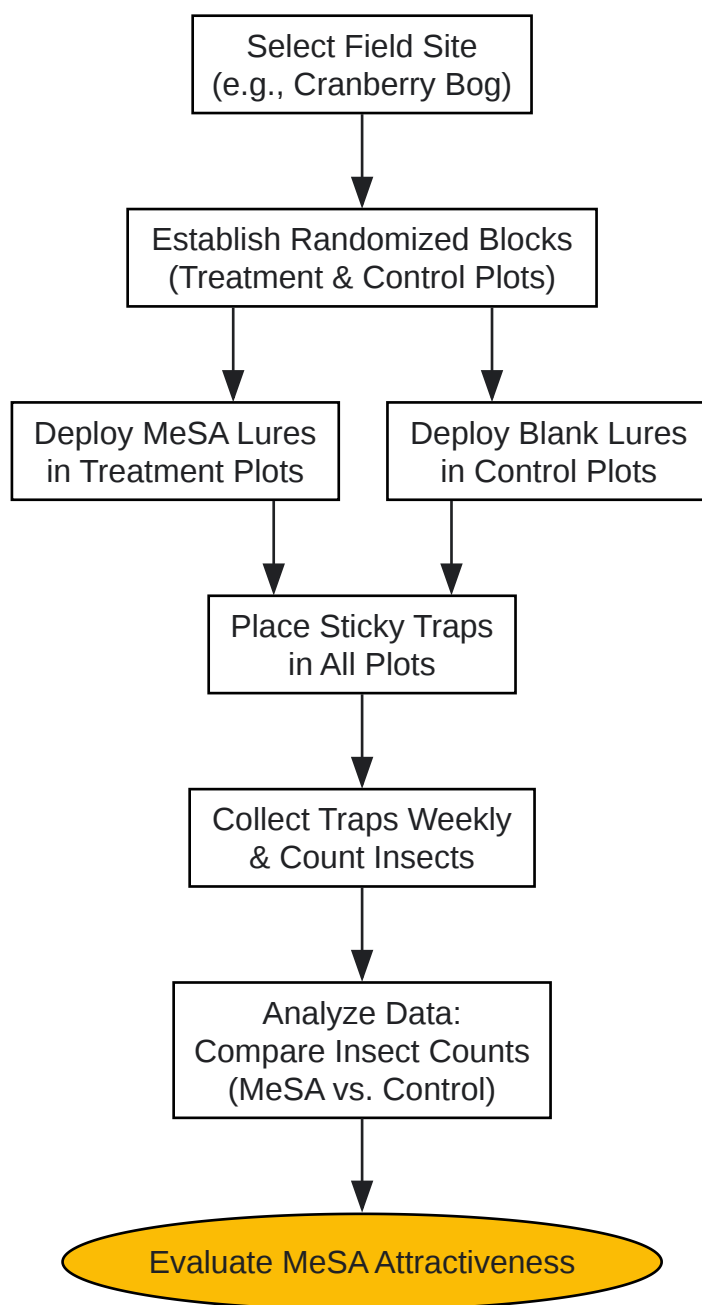 Select Field Site
(e.g., Cranberry Bog)
Establish Randomized Blocks
(Treatment & Control Plots)
Deploy MeSA Lures
in Treatment Plots
Deploy Blank Lures
in Control Plots
Place Sticky Traps
in All Plots
Collect Traps Weekly
& Count Insects
Analyze Data:
Compare Insect Counts
(MeSA vs. Control)
Evaluate MeSA Attractiveness